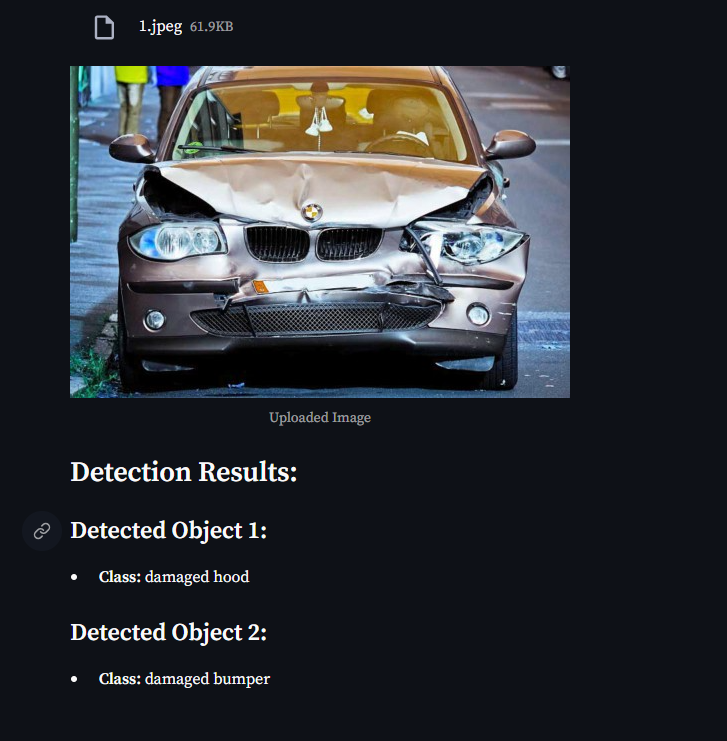 1.jpeg 61.9KB
Uploaded Image
Detection Results:
Detected Object 1:
• Class: damaged hood
Detected Object 2:
• Class: damaged bumper